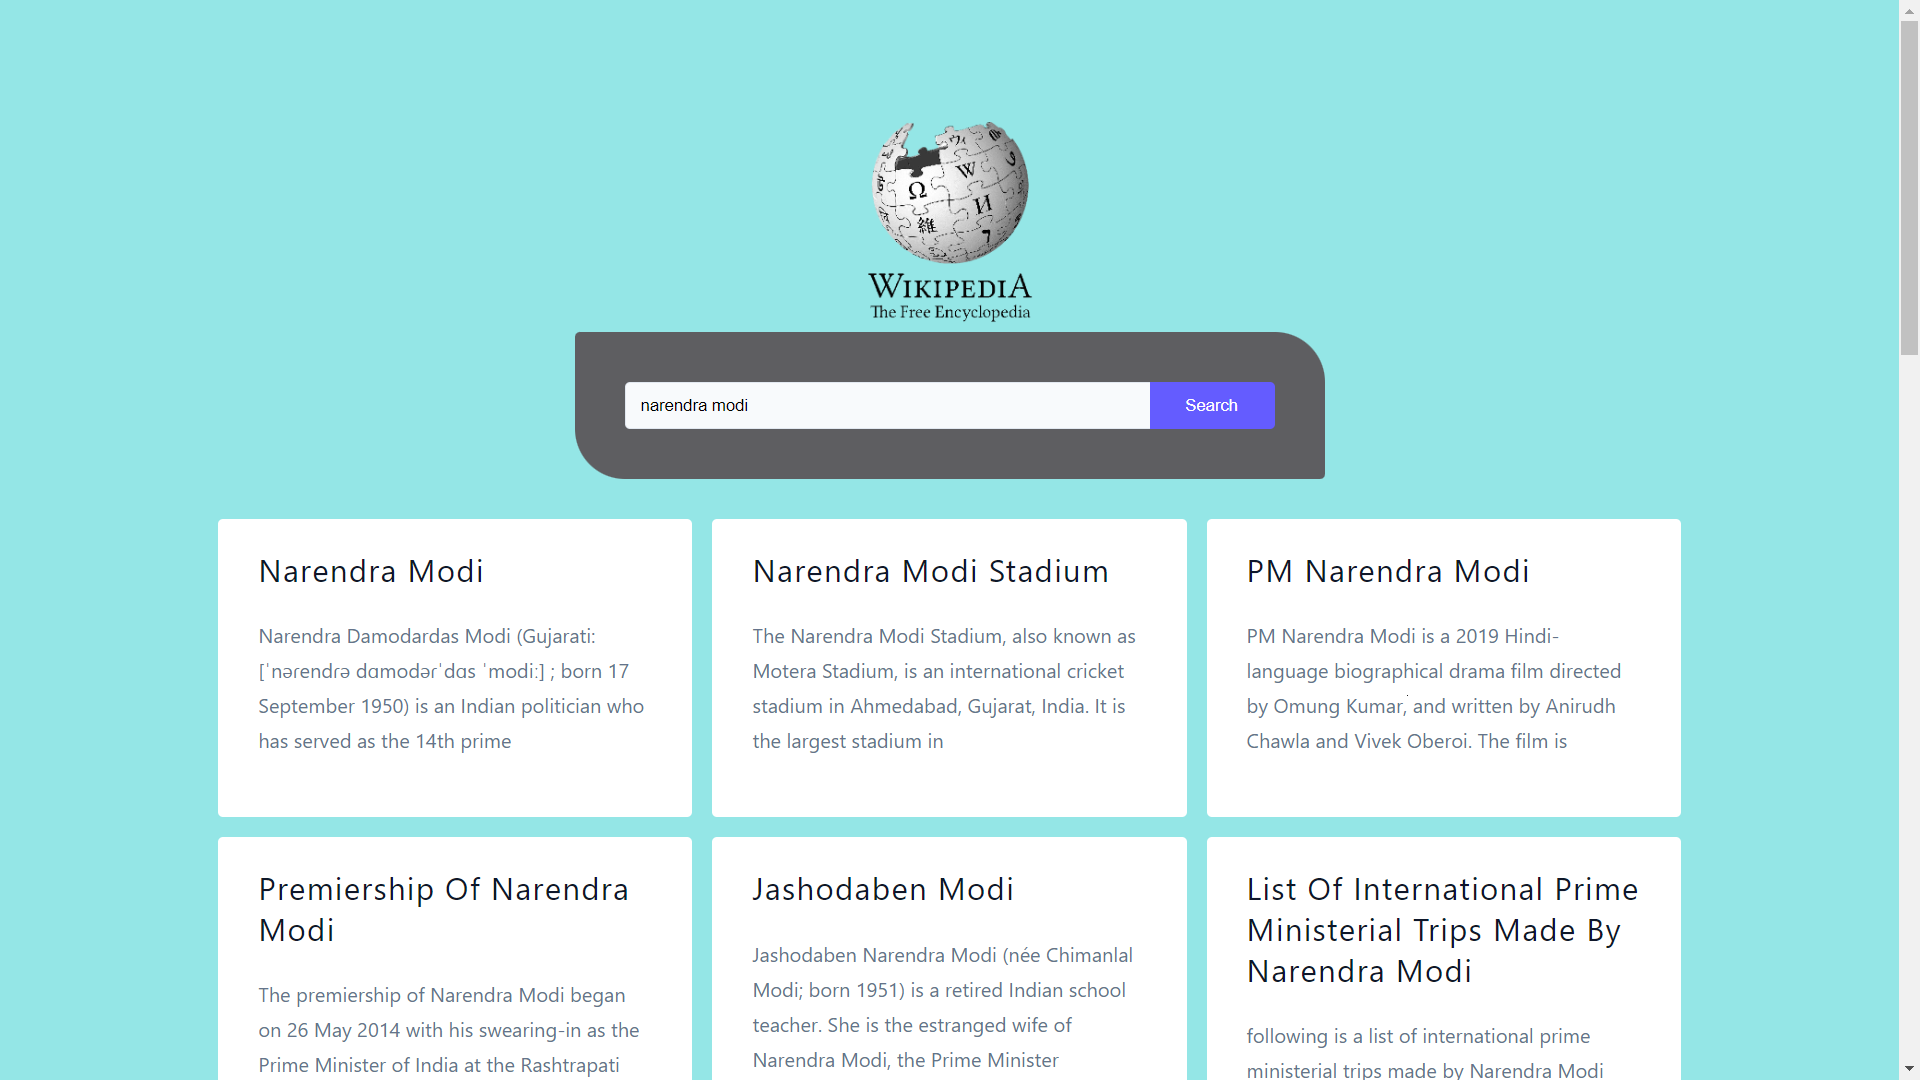 Ω W И 維 7
WIKIPEDIA
The Free Encyclopedia
narendra modi
Search
Narendra Modi
Narendra Damodardas Modi (Gujarati:
[ˈnəɾendɾə dɑmodəɾˈdɑs ˈmodiː] ; born 17
September 1950) is an Indian politician who
has served as the 14th prime
Narendra Modi Stadium
The Narendra Modi Stadium, also known as
Motera Stadium, is an international cricket
stadium in Ahmedabad, Gujarat, India. It is
the largest stadium in
PM Narendra Modi
PM Narendra Modi is a 2019 Hindi-
language biographical drama film directed
by Omung Kumar, and written by Anirudh
Chawla and Vivek Oberoi. The film is
Premiership Of Narendra
Modi
The premiership of Narendra Modi began
on 26 May 2014 with his swearing-in as the
Prime Minister of India at the Rashtrapati
Jashodaben Modi
Jashodaben Narendra Modi (née Chimanlal
Modi; born 1951) is a retired Indian school
teacher. She is the estranged wife of
Narendra Modi, the Prime Minister
List Of International Prime
Ministerial Trips Made By
Narendra Modi
following is a list of international prime
ministerial trips made by Narendra Modi